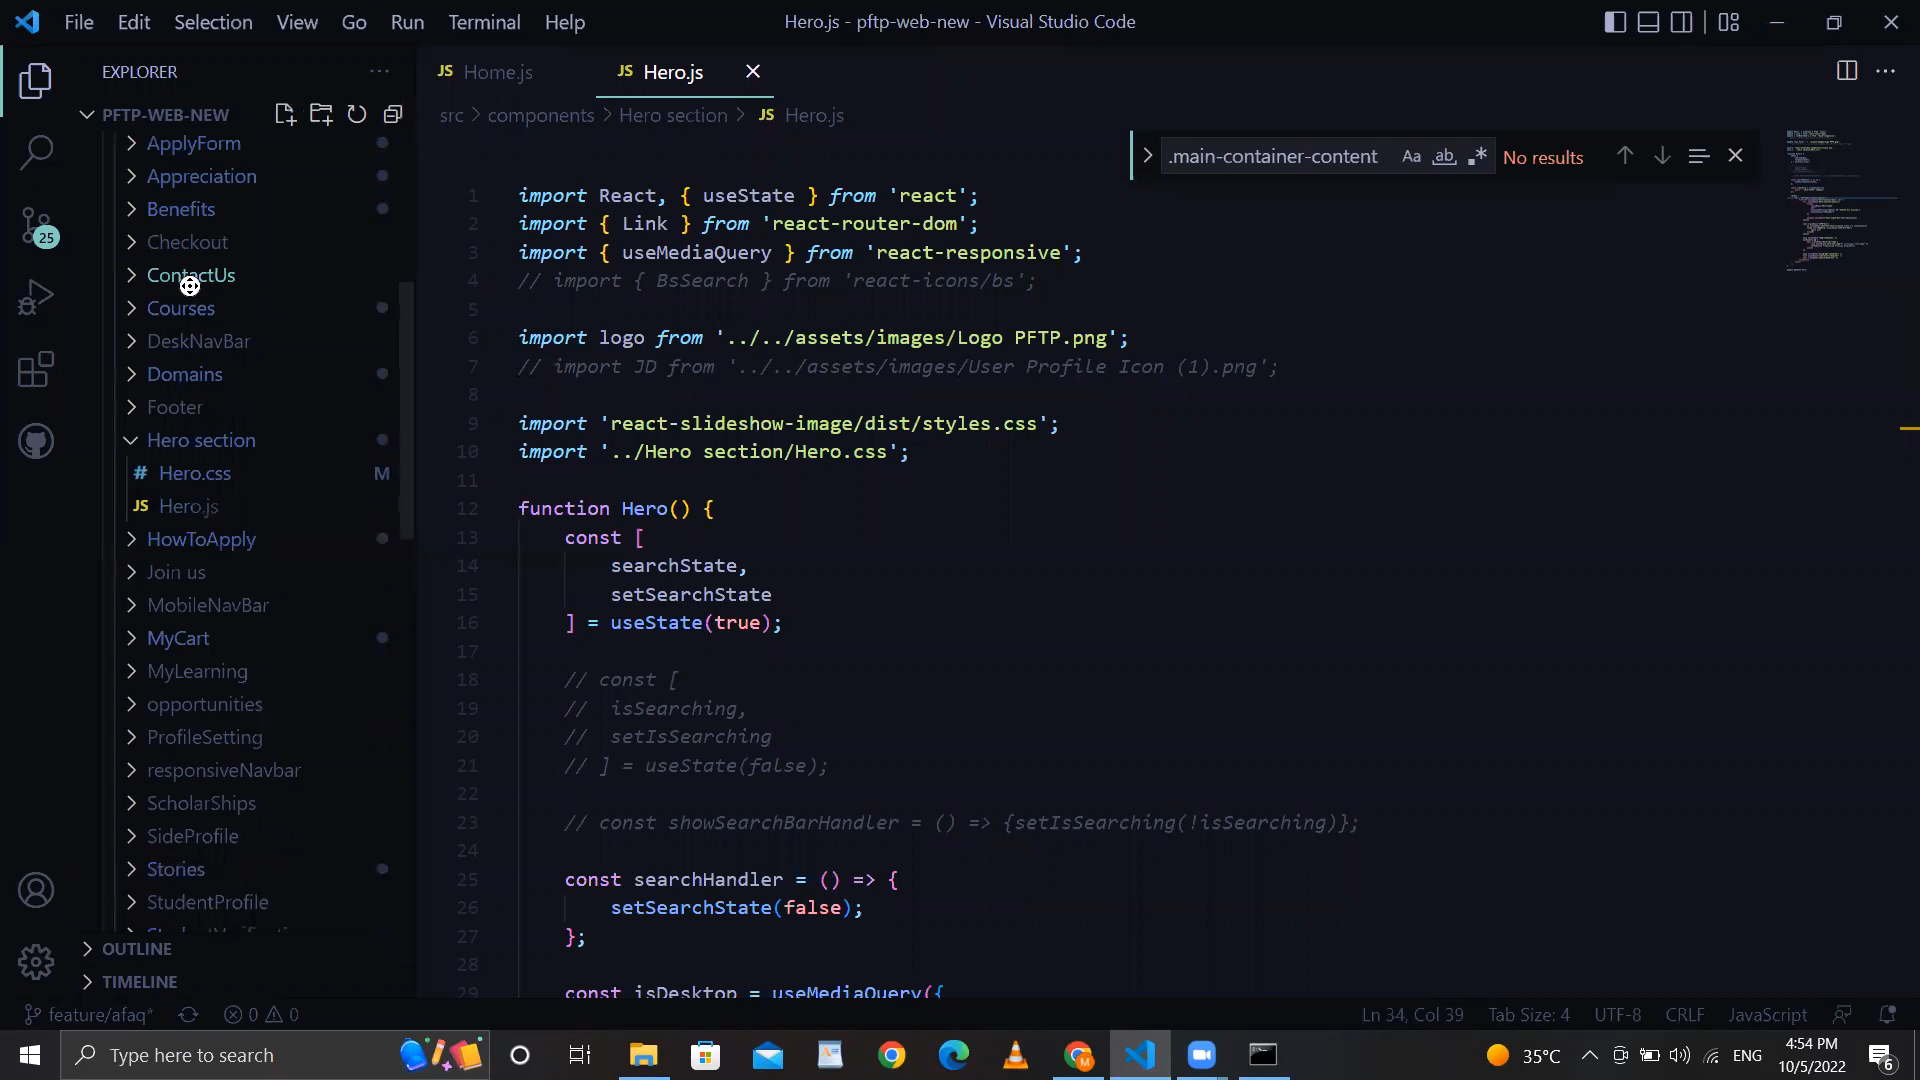 File Edit Selection View Go Run Terminal Help
Hero.js - pftp-web-new - Visual Studio Code
EXPLORER
PFTP-WEB-NEW
ApplyForm
Appreciation
Benefits
Checkout
ContactUs
Courses
DeskNavBar
Domains
Footer
Hero section
# Hero.css M
JS Hero.js
HowToApply
Join us
MobileNavBar
MyCart
MyLearning
opportunities
ProfileSetting
responsiveNavbar
ScholarShips
SideProfile
Stories
StudentProfile
OUTLINE
TIMELINE
25
JS Home.js
JS Hero.js
src > components > Hero section > JS Hero.js
.main-container-content Aa ab No results
1 import React, { useState } from 'react';
2 import { Link } from 'react-router-dom';
3 import { useMediaQuery } from 'react-responsive';
4 // import { BsSearch } from 'react-icons/bs';
5
6 import logo from '../../assets/images/Logo PFTP.png';
7 // import JD from '../../assets/images/User Profile Icon (1).png';
8
9 import 'react-slideshow-image/dist/styles.css';
10 import '../Hero section/Hero.css';
11
12 function Hero() {
13 const [
14 searchState,
15 setSearchState
16 ] = useState(true);
17
18 // const [
19 // isSearching,
20 // setIsSearching
21 // ] = useState(false);
22
23 // const showSearchBarHandler = () => {setIsSearching(!isSearching)};
24
25 const searchHandler = () => {
26 setSearchState(false);
27 };
28
29 const isDesktop = useMediaQuery({
feature/afaq* 0 0
Ln 34, Col 39 Tab Size: 4 UTF-8 CRLF JavaScript
Type here to search
35°C
ENG
4:54 PM
10/5/2022
6